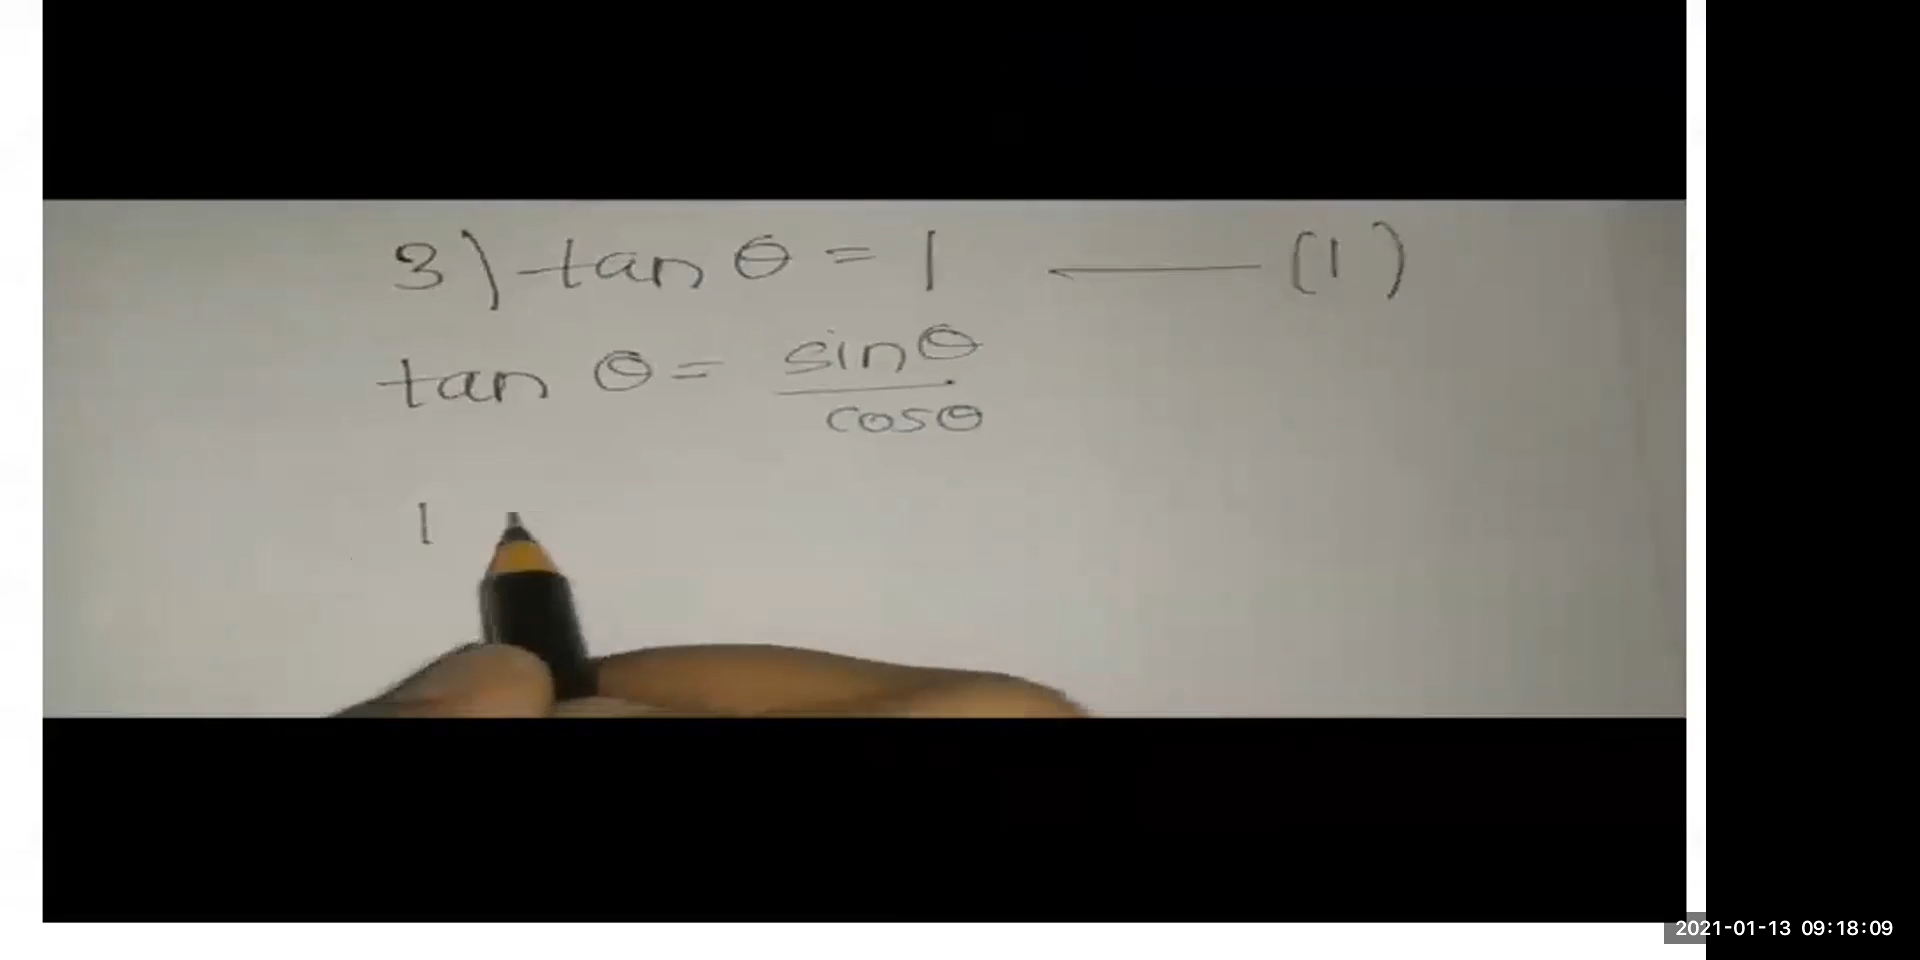 3) tan θ = 1 ← (1)
tan θ = sinθ / cosθ
1
2021-01-13 09:18:09